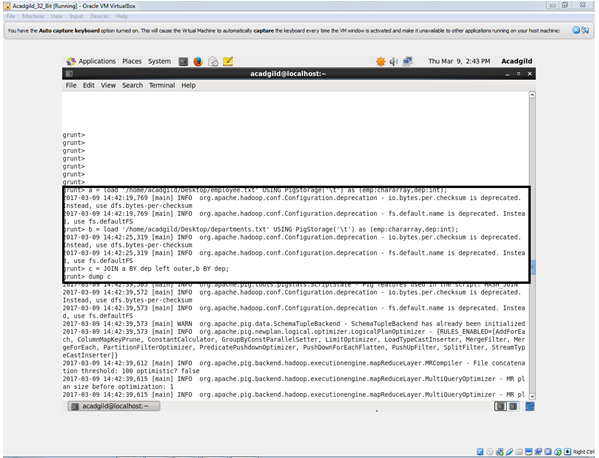 Acadgild_32_Bit [Running] - Oracle VM VirtualBox
File Machine View Input Devices Help
You have the Auto capture keyboard option turned on. This will cause the Virtual Machine to automatically capture the keyboard every time the VM window is activated and make it unavailable to other applications running on your host machine:
Applications Places System Thu Mar 9, 2:43 PM Acadgild
acadgild@localhost:~
File Edit View Search Terminal Help
grunt>
grunt>
grunt>
grunt>
grunt>
grunt>
grunt>
grunt> a = load '/home/acadgild/Desktop/employee.txt' USING PigStorage('\t') as (emp:chararray,dep:int);
2017-03-09 14:42:19,769 [main] INFO org.apache.hadoop.conf.Configuration.deprecation - io.bytes.per.checksum is deprecated.
Instead, use dfs.bytes-per-checksum
2017-03-09 14:42:19,769 [main] INFO org.apache.hadoop.conf.Configuration.deprecation - fs.default.name is deprecated. Instea
d, use fs.defaultFS
grunt> b = load '/home/acadgild/Desktop/departments.txt' USING PigStorage('\t') as (emp:chararray,dep:int);
2017-03-09 14:42:25,319 [main] INFO org.apache.hadoop.conf.Configuration.deprecation - io.bytes.per.checksum is deprecated.
Instead, use dfs.bytes-per-checksum
2017-03-09 14:42:25,319 [main] INFO org.apache.hadoop.conf.Configuration.deprecation - fs.default.name is deprecated. Instea
d, use fs.defaultFS
grunt> c = JOIN a BY dep left outer,b BY dep;
grunt> dump c
2017-03-09 14:42:39,565 [main] INFO org.apache.pig.tools.pigstats.ScriptState - Pig features used in the script: HASH_JOIN
2017-03-09 14:42:39,572 [main] INFO org.apache.hadoop.conf.Configuration.deprecation - io.bytes.per.checksum is deprecated.
Instead, use dfs.bytes-per-checksum
2017-03-09 14:42:39,573 [main] INFO org.apache.hadoop.conf.Configuration.deprecation - fs.default.name is deprecated. Instea
d, use fs.defaultFS
2017-03-09 14:42:39,573 [main] WARN org.apache.pig.data.SchemaTupleBackend - SchemaTupleBackend has already been initialized
2017-03-09 14:42:39,573 [main] INFO org.apache.pig.newplan.logical.optimizer.LogicalPlanOptimizer - {RULES_ENABLED=[AddForEa
ch, ColumnMapKeyPrune, ConstantCalculator, GroupByConstParallelSetter, LimitOptimizer, LoadTypeCastInserter, MergeFilter, Mer
geForEach, PartitionFilterOptimizer, PredicatePushdownOptimizer, PushDownForEachFlatten, PushUpFilter, SplitFilter, StreamTyp
eCastInserter]}
2017-03-09 14:42:39,612 [main] INFO org.apache.pig.backend.hadoop.executionengine.mapReduceLayer.MRCompiler - File concatena
tion threshold: 100 optimistic? false
2017-03-09 14:42:39,615 [main] INFO org.apache.pig.backend.hadoop.executionengine.mapReduceLayer.MultiQueryOptimizer - MR pl
an size before optimization: 1
2017-03-09 14:42:39,615 [main] INFO org.apache.pig.backend.hadoop.executionengine.mapReduceLayer.MultiQueryOptimizer - MR pl
acadgild@localhost:~
Right Ctrl